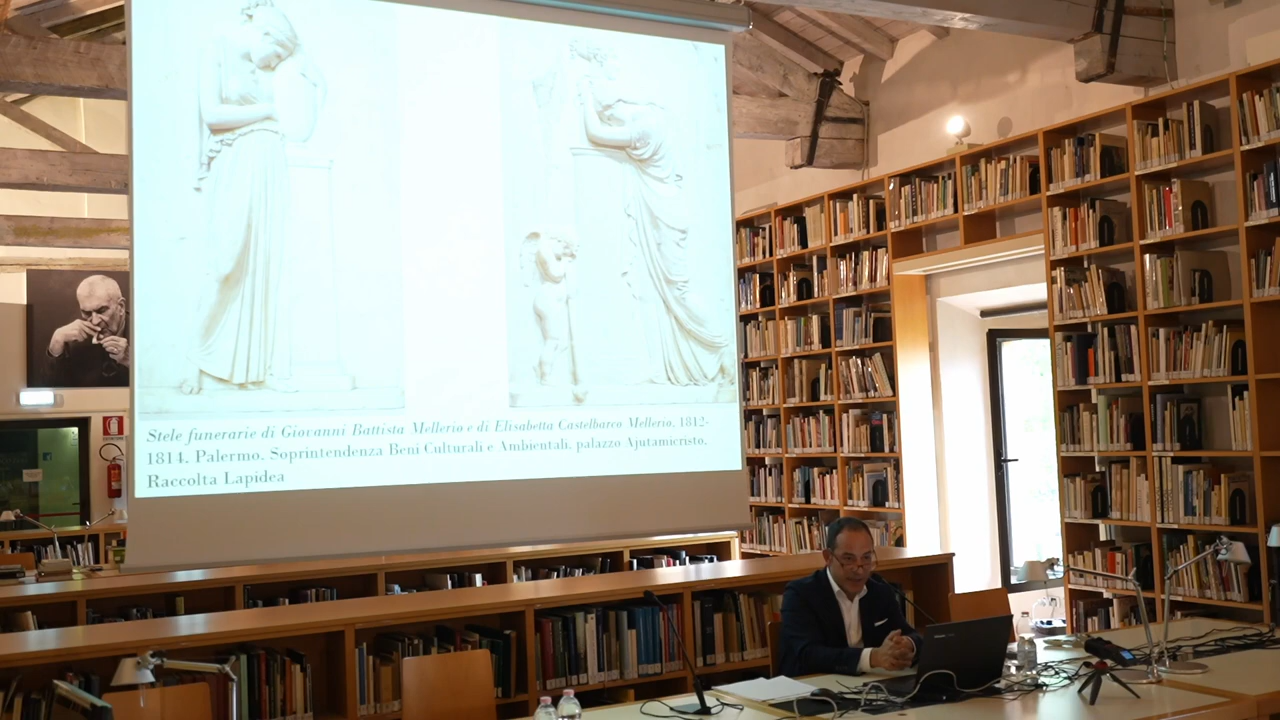 Stele funerarie di Giovanni Battista Mellerio e di Elisabetta Castelbarco Mellerio. 1812-
1814. Palermo. Soprintendenza Beni Culturali e Ambientali. palazzo Ajutamicristo.
Raccolta Lapidea